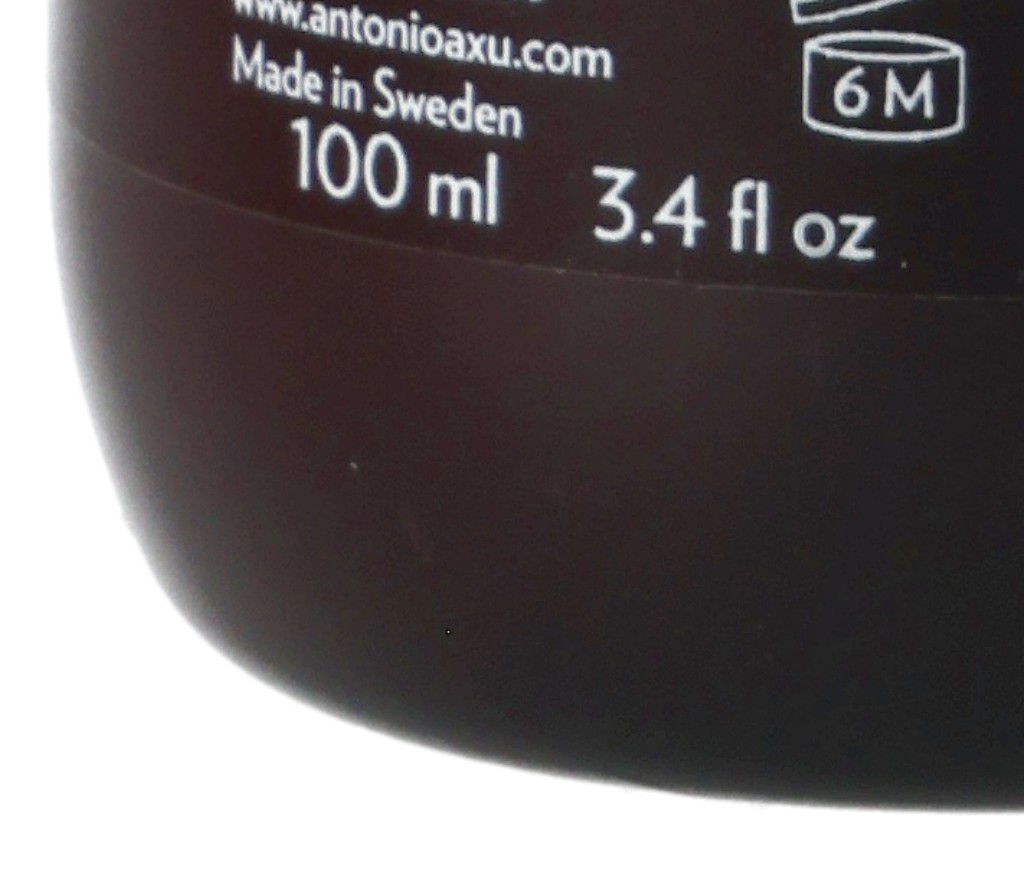 www.antonioaxu.com
Made in Sweden
100 ml 3.4 fl oz
6 M